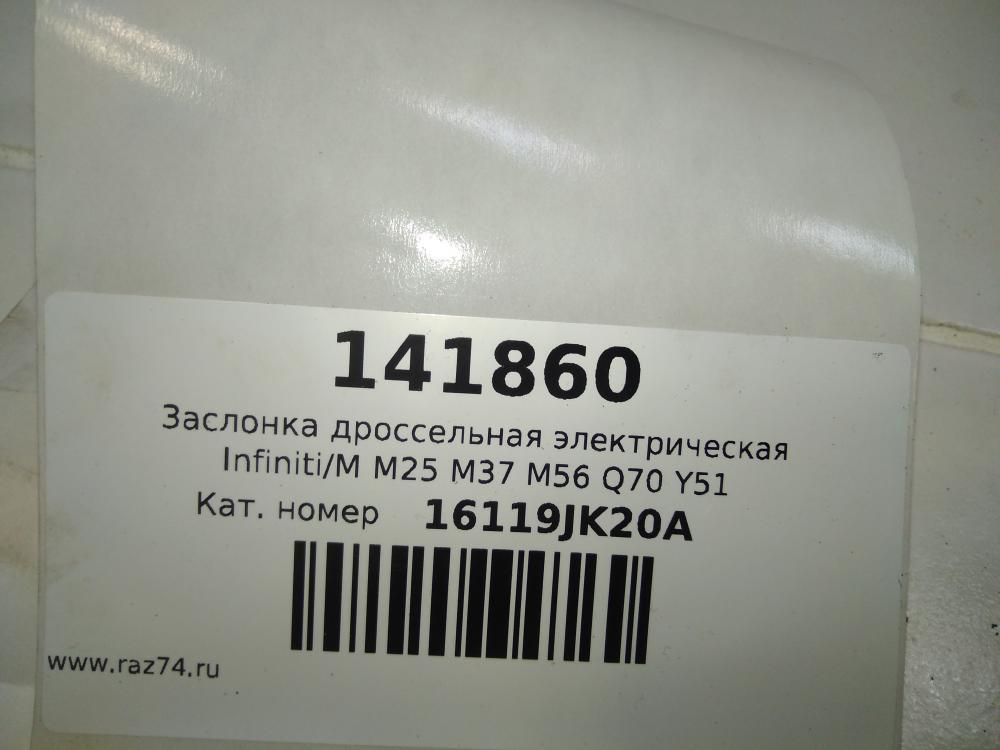 141860
Заслонка дроссельная электрическая
Infiniti/M M25 M37 M56 Q70 Y51
Кат. номер 16119JK20A
www.raz74.ru